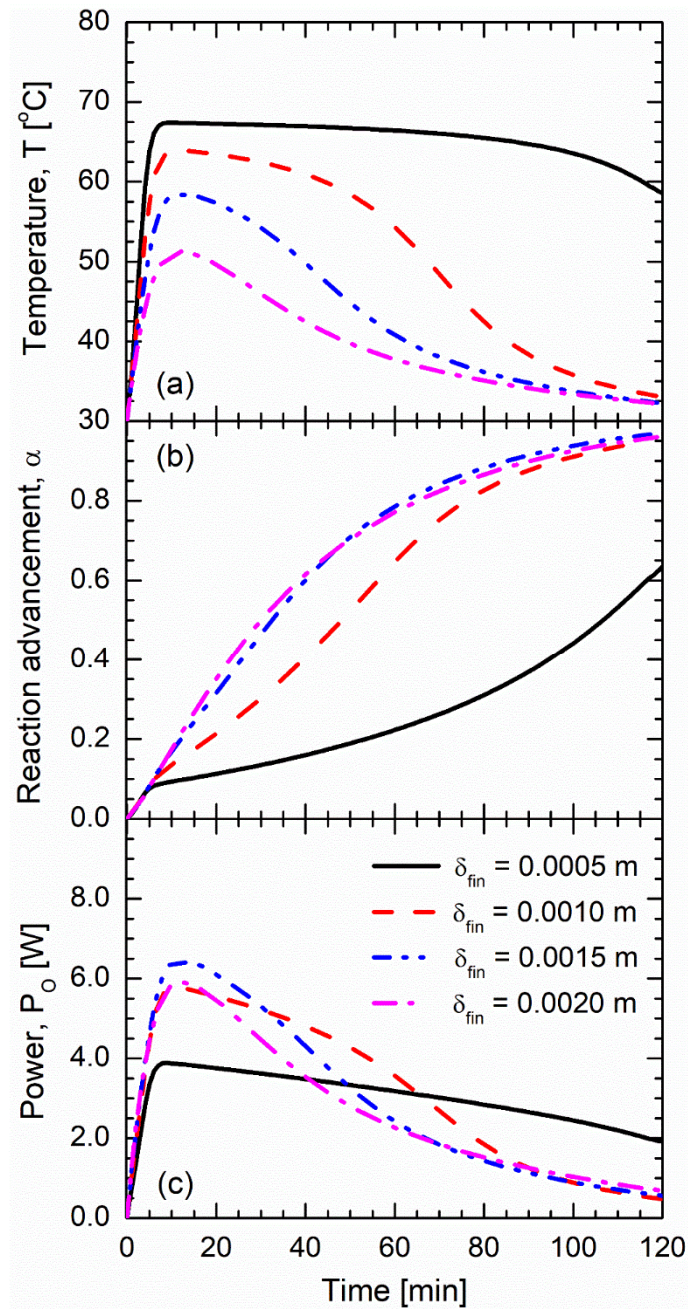 80
70
60
50
40
30
Temperature, T [°C]
(a)
(b)
0.8
0.6
0.4
0.2
0.0
Reaction advancement, α
8.0
6.0
4.0
2.0
0.0
Power, P_O [W]
δ_fin = 0.0005 m
δ_fin = 0.0010 m
δ_fin = 0.0015 m
δ_fin = 0.0020 m
(c)
0 20 40 60 80 100 120
Time [min]